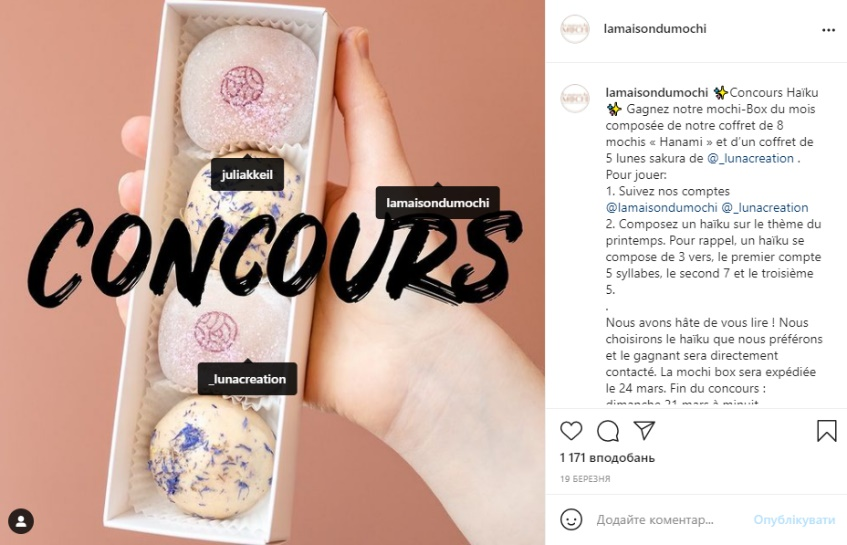 juliakkeil
lamaisondumochi
CONCOURS
_lunacreation
lamaisondumochi
lamaisondumochi ✨Concours Haïku
✨ Gagnez notre mochi-Box du mois
composée de notre coffret de 8
mochis « Hanami » et d'un coffret de
5 lunes sakura de @_lunacreation .
Pour jouer:
1. Suivez nos comptes
@lamaisondumochi @_lunacreation
2. Composez un haïku sur le thème du
printemps. Pour rappel, un haïku se
compose de 3 vers, le premier compte
5 syllabes, le second 7 et le troisième
5.
.
Nous avons hâte de vous lire ! Nous
choisirons le haïku que nous préférons
et le gagnant sera directement
contacté. La mochi box sera expédiée
le 24 mars. Fin du concours :
dimanche 21 mars à minuit
1 171 вподобань
19 БЕРЕЗНЯ
Додайте коментар...
Опублікувати